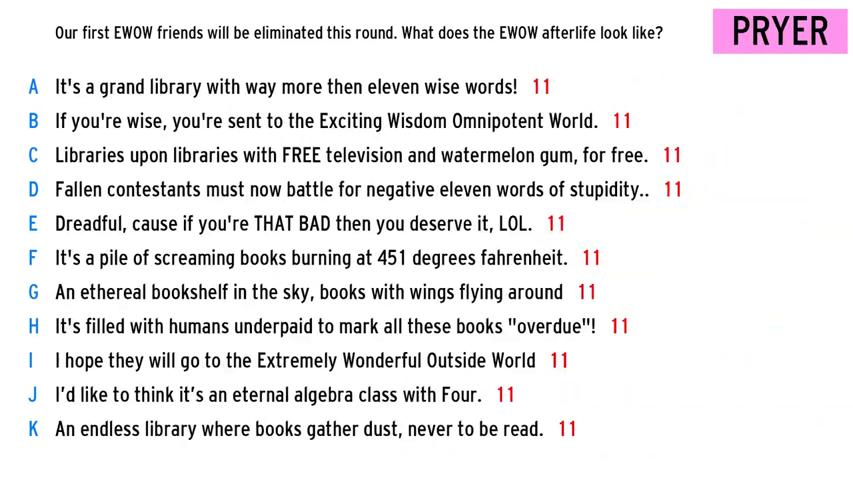 Our first EWOW friends will be eliminated this round. What does the EWOW afterlife look like?
PRYER
A It's a grand library with way more then eleven wise words! 11
B If you're wise, you're sent to the Exciting Wisdom Omnipotent World. 11
C Libraries upon libraries with FREE television and watermelon gum, for free. 11
D Fallen contestants must now battle for negative eleven words of stupidity.. 11
E Dreadful, cause if you're THAT BAD then you deserve it, LOL. 11
F It's a pile of screaming books burning at 451 degrees fahrenheit. 11
G An ethereal bookshelf in the sky, books with wings flying around 11
H It's filled with humans underpaid to mark all these books "overdue"! 11
I I hope they will go to the Extremely Wonderful Outside World 11
J I’d like to think it’s an eternal algebra class with Four. 11
K An endless library where books gather dust, never to be read. 11